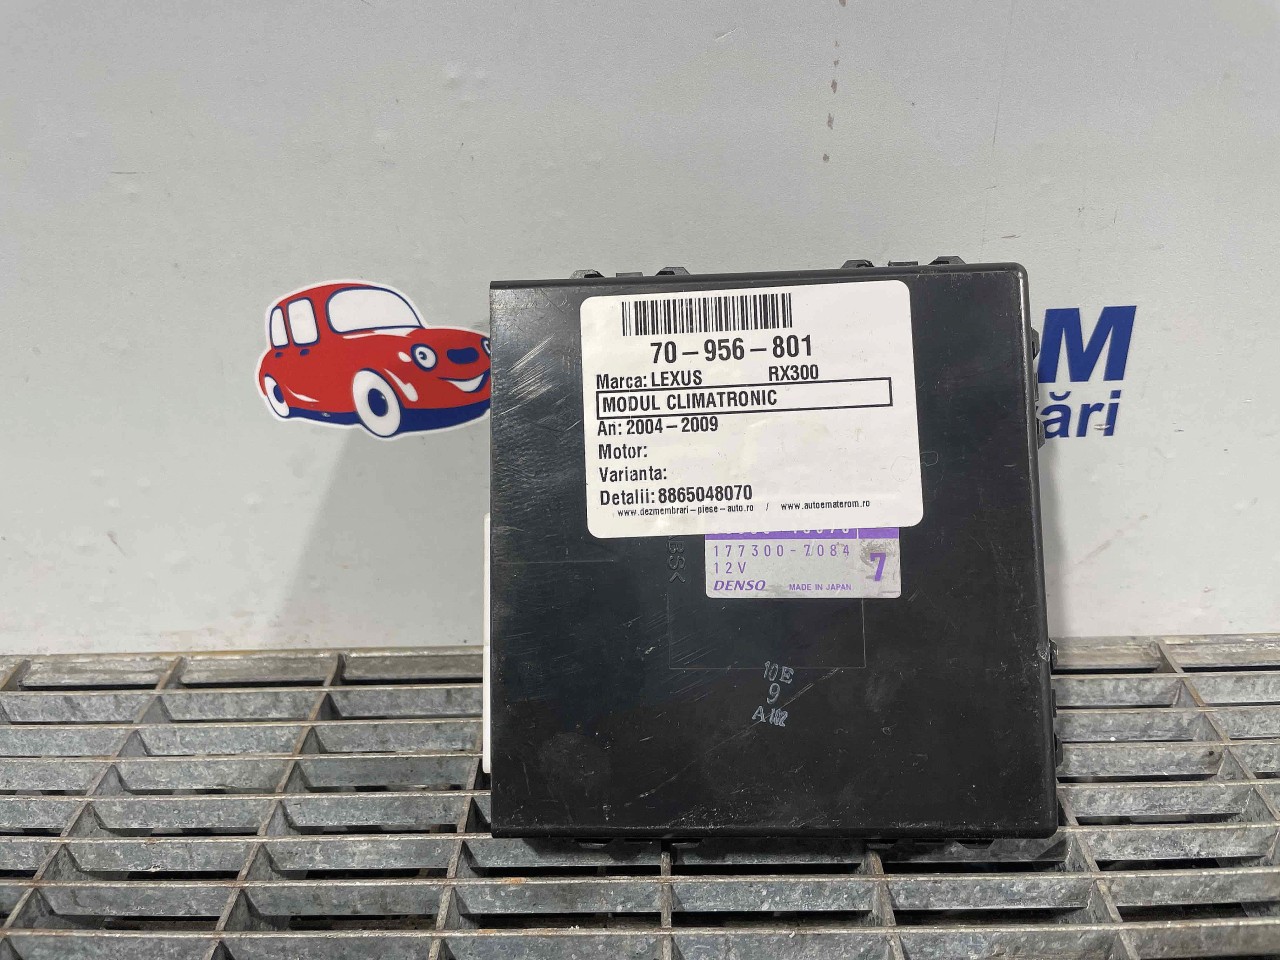 70-956-801
Marca: LEXUS RX300
MODUL CLIMATRONIC
An: 2004-2009
Motor:
Varianta:
Detalii: 8865048070
www.dezmembrari-piese-auto.ro / www.autoematerom.ro
177300-7084
12V 7
DENSO MADE IN JAPAN
10E
9